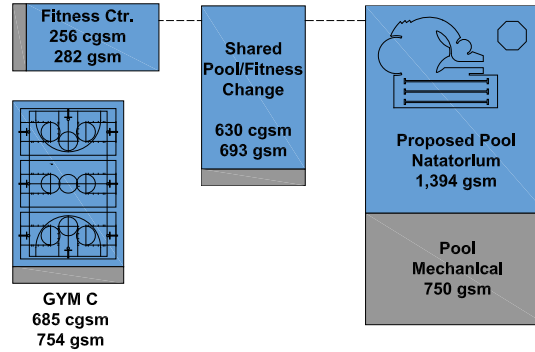 Fitness Ctr.
256 cgsm
282 gsm
Shared
Pool/Fitness
Change
630 cgsm
693 gsm
Proposed Pool
Natatorium
1,394 gsm
Pool
Mechanical
750 gsm
GYM C
685 cgsm
754 gsm